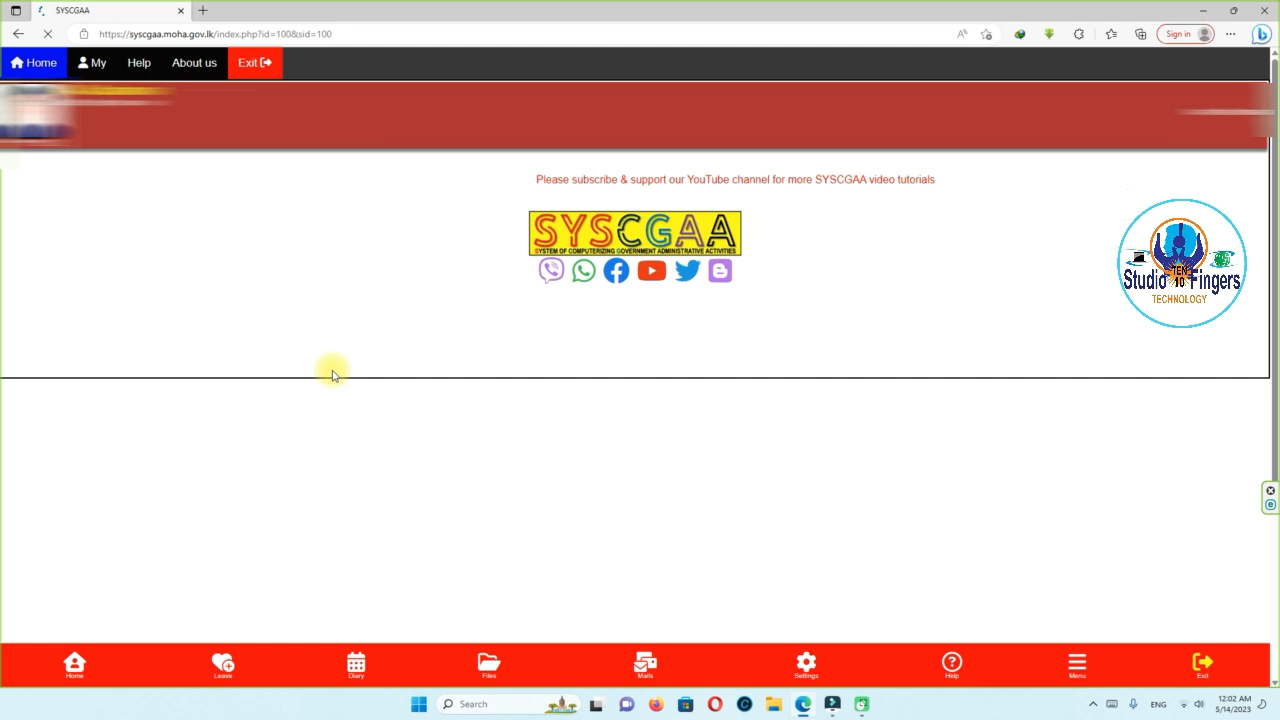 SYSCGAA
https://syscgaa.moha.gov.lk/index.php?id=100&sid=100
Sign in
Home
My
Help
About us
Exit
Please subscribe & support our YouTube channel for more SYSCGAA video tutorials
SYSCGAA
SYSTEM OF COMPUTERIZING GOVERNMENT ADMINISTRATIVE ACTIVITIES
TEN
Studio 10 Fingers
TECHNOLOGY
Home
Leave
Diary
Files
Mails
Settings
Help
Menu
Exit
Search
ENG
12:02 AM
5/14/2023